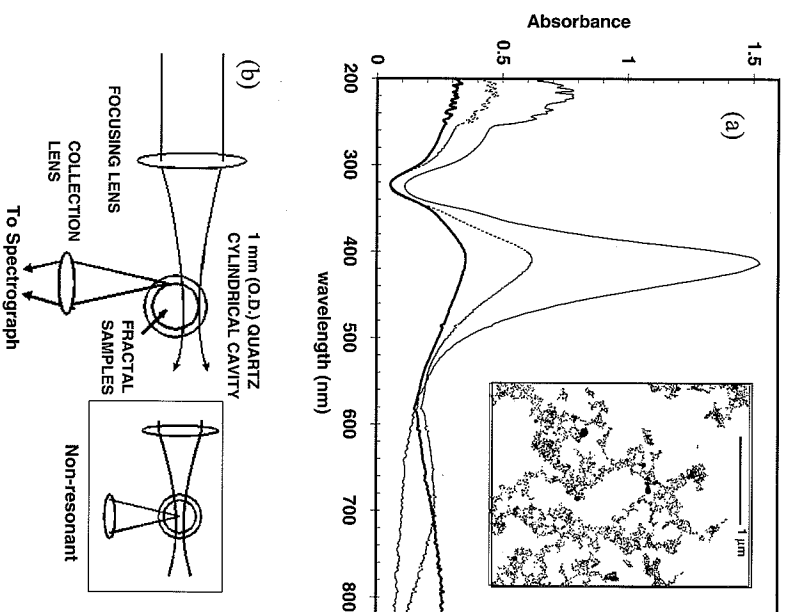 (a)
Absorbance
1.5
1
0.5
0
200
300
400
500
600
700
800
wavelength (nm)
1 μm
(b)
FOCUSING LENS
1 mm (O.D.) QUARTZ
CYLINDRICAL CAVITY
COLLECTION
LENS
FRACTAL
SAMPLES
To Spectrograph
Non-resonant